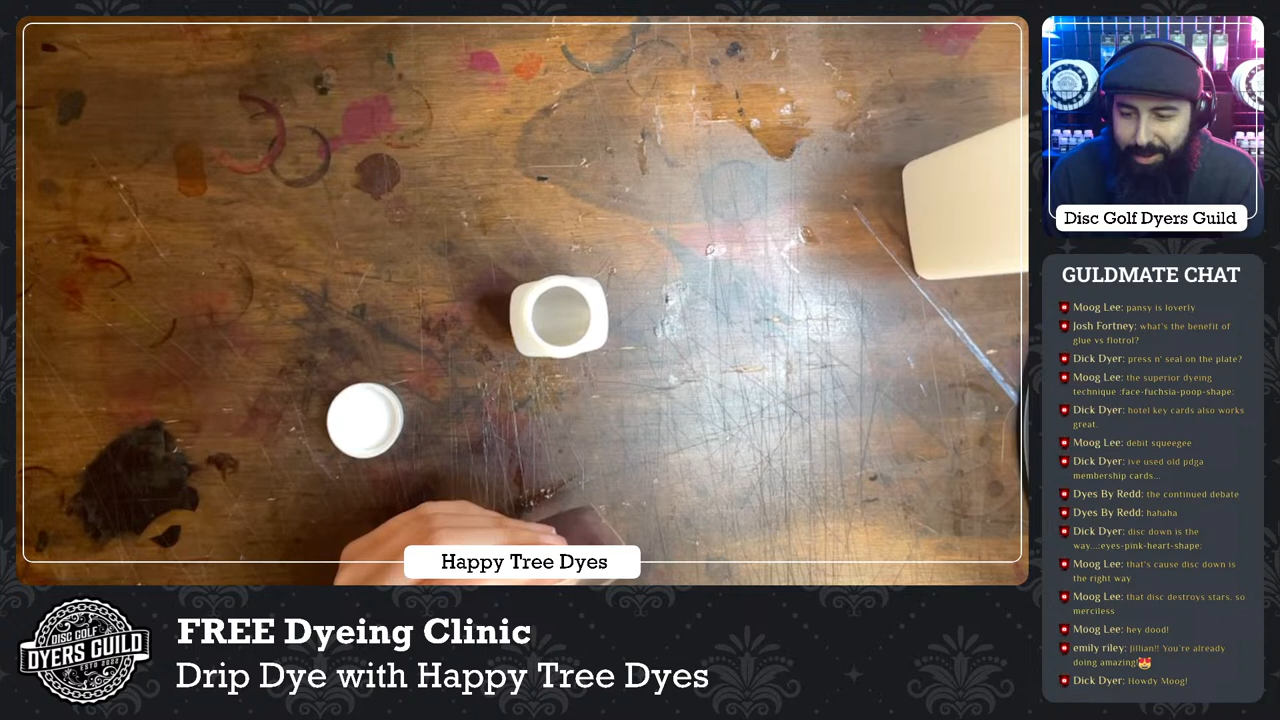 Happy Tree Dyes
DISC GOLF
DYERS GUILD
FREE Dyeing Clinic
Drip Dye with Happy Tree Dyes
Disc Golf Dyers Guild
GULDMATE CHAT
Moog Lee: pansy is loverly
Josh Fortney: what's the benefit of
glue vs flotrol?
Dick Dyer: press n' seal on the plate?
Moog Lee: the superior dyeing
technique :face-fuchsia-poop-shape:
Dick Dyer: hotel key cards also works
great.
Moog Lee: debit squeegee
Dick Dyer: ive used old pdga
membership cards...
Dyes By Redd: the continued debate
Dyes By Redd: hahaha
Dick Dyer: disc down is the
way...:eyes-pink-heart-shape:
Moog Lee: that's cause disc down is
the right way
Moog Lee: that disc destroys stars. so
merciless
Moog Lee: hey dood!
emily riley: Jillian!! You're already
doing amazing!
Dick Dyer: Howdy Moog!